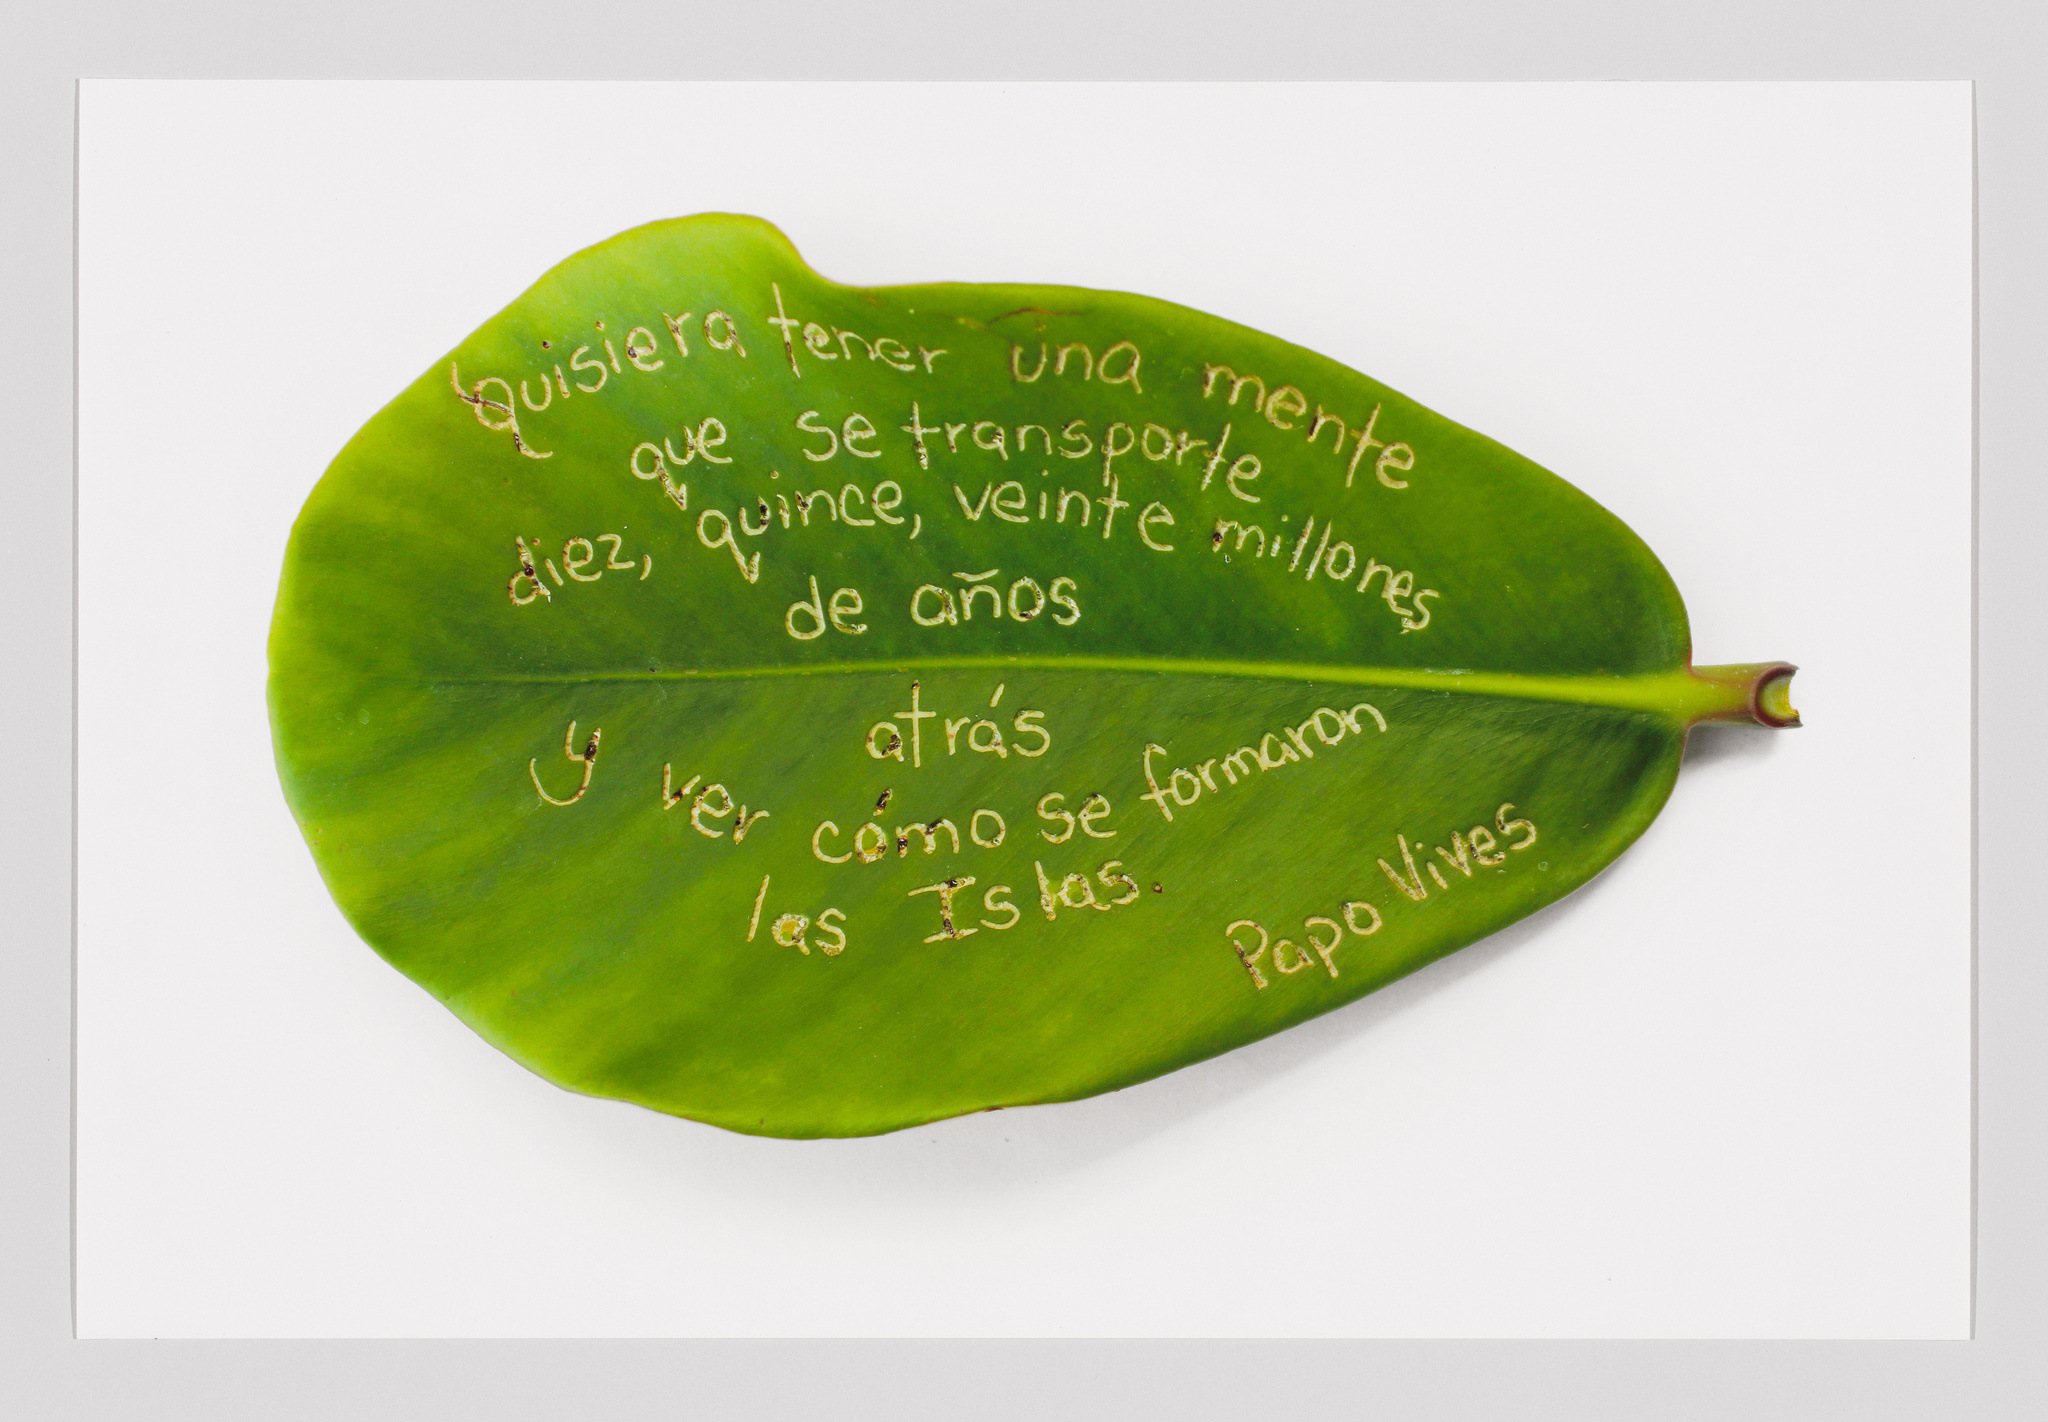 Quisiera tener una mente
que se transporte
diez, quince, veinte millones
de años
atrás
y ver cómo se formaron
las Islas.
Papo Vives